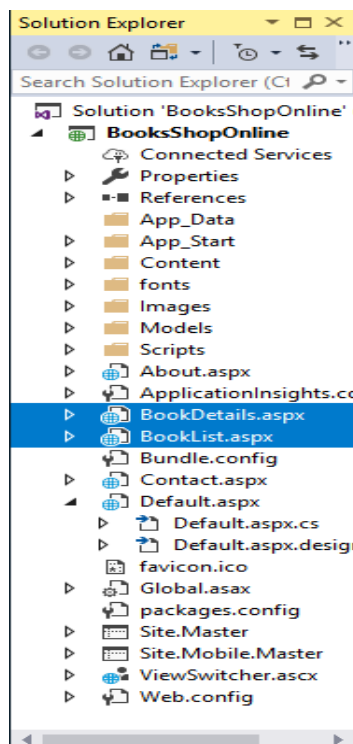 Solution Explorer
Search Solution Explorer (Ct
Solution 'BooksShopOnline'
BooksShopOnline
Connected Services
Properties
References
App_Data
App_Start
Content
fonts
Images
Models
Scripts
About.aspx
ApplicationInsights.co
BookDetails.aspx
BookList.aspx
Bundle.config
Contact.aspx
Default.aspx
Default.aspx.cs
Default.aspx.design
favicon.ico
Global.asax
packages.config
Site.Master
Site.Mobile.Master
ViewSwitcher.ascx
Web.config